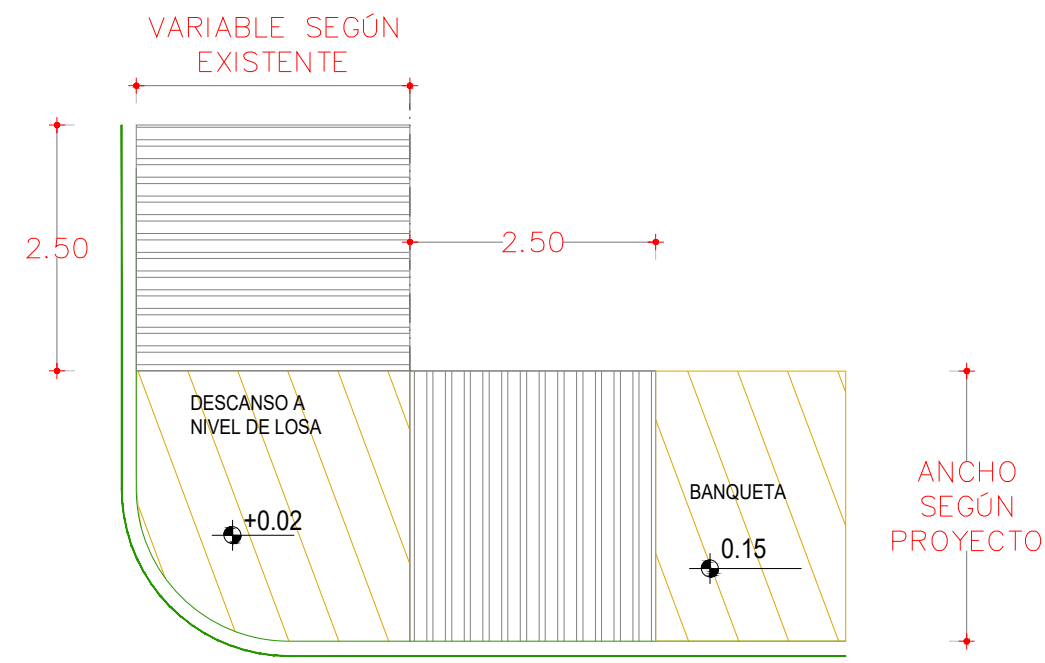 VARIABLE SEGÚN
EXISTENTE
2.50
2.50
DESCANSO A
NIVEL DE LOSA
+0.02
BANQUETA
0.15
ANCHO
SEGÚN
PROYECTO